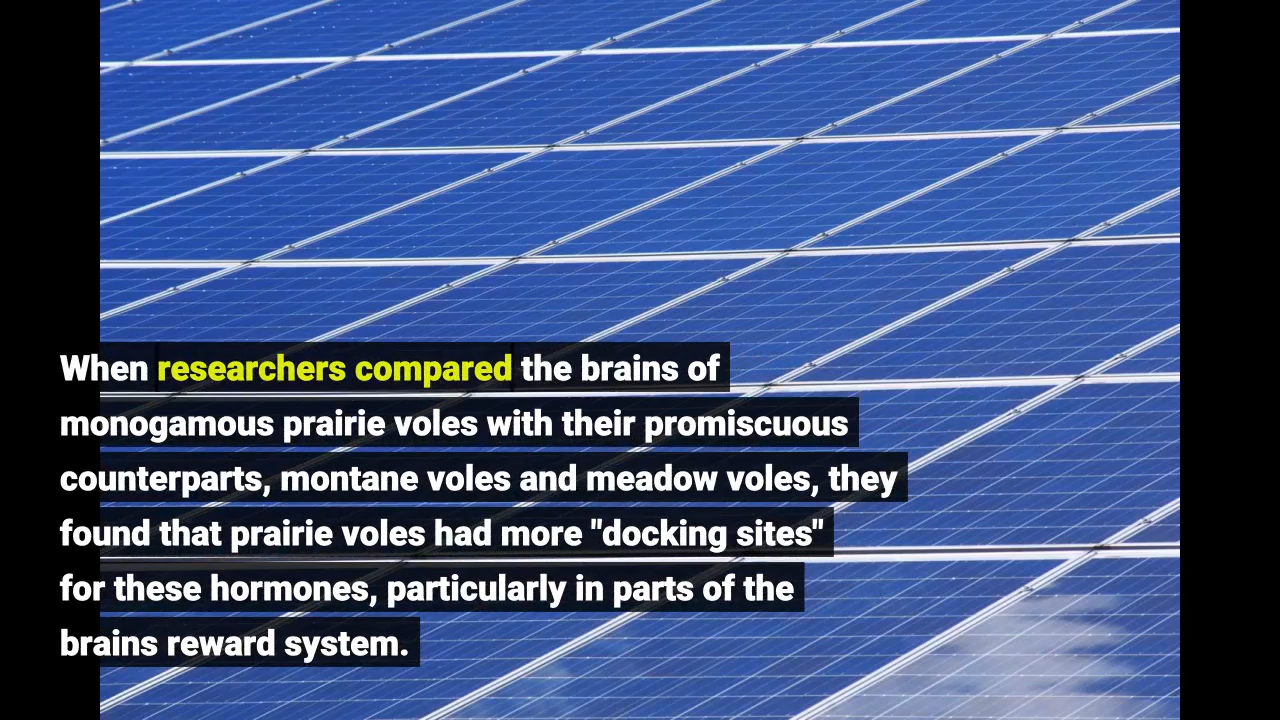 When researchers compared the brains of
monogamous prairie voles with their promiscuous
counterparts, montane voles and meadow voles, they
found that prairie voles had more "docking sites"
for these hormones, particularly in parts of the
brains reward system.